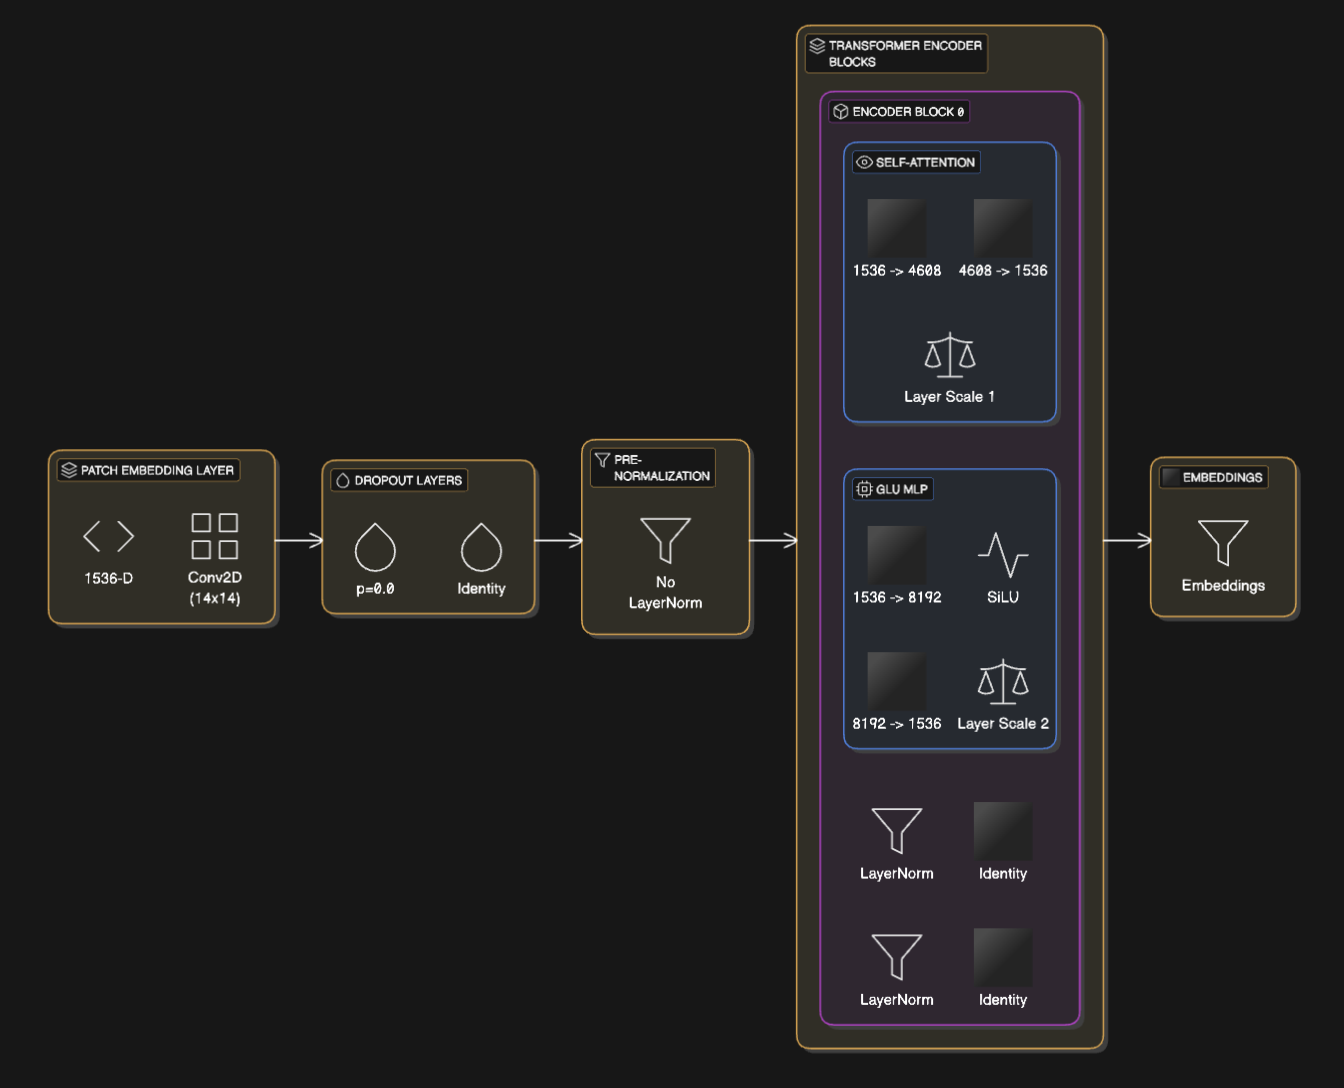 PATCH EMBEDDING LAYER
1536-D
Conv2D
(14x14)
DROPOUT LAYERS
p=0.0
Identity
PRE-
NORMALIZATION
No
LayerNorm
TRANSFORMER ENCODER
BLOCKS
ENCODER BLOCK 0
SELF-ATTENTION
1536 -> 4608
4608 -> 1536
Layer Scale 1
GLU MLP
1536 -> 8192
SiLU
8192 -> 1536
Layer Scale 2
LayerNorm
Identity
LayerNorm
Identity
EMBEDDINGS
Embeddings